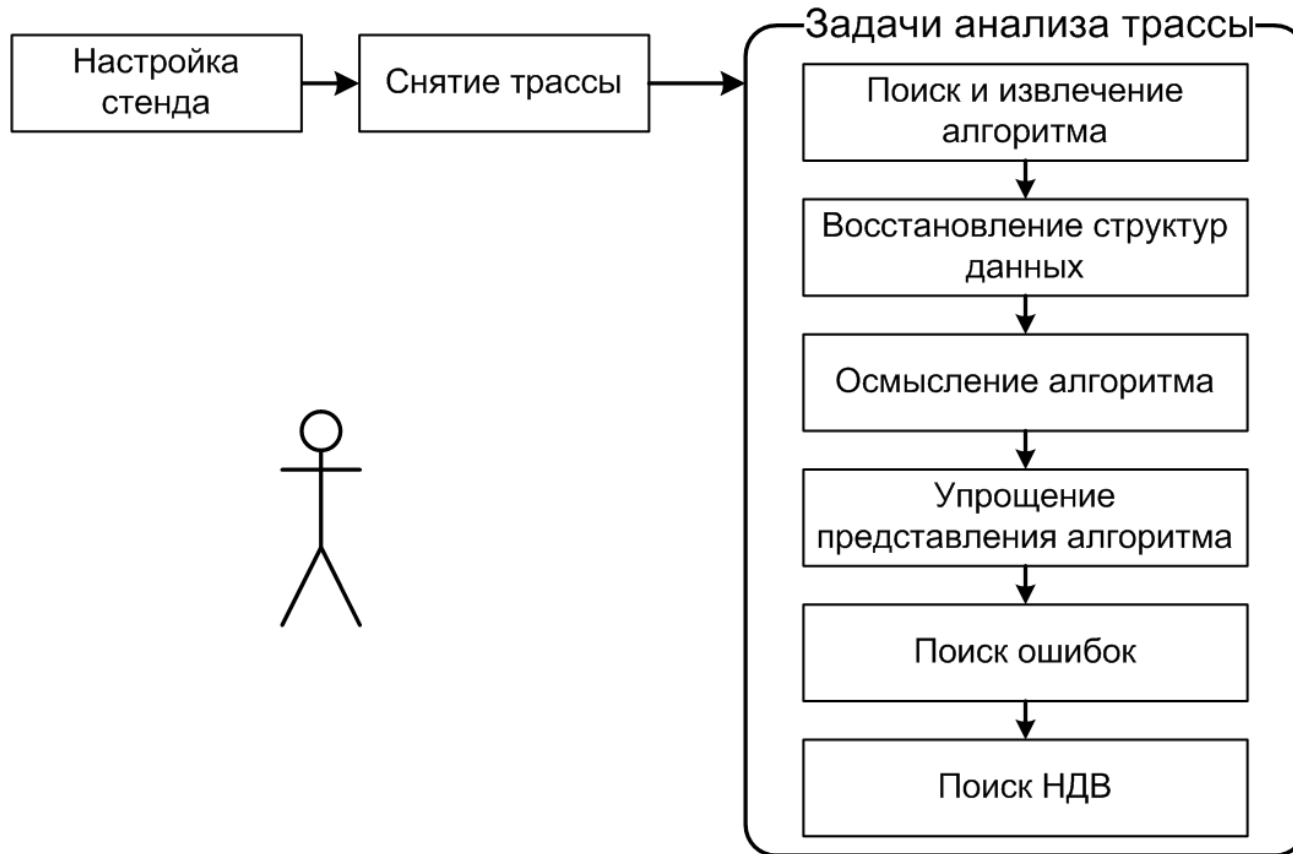 Настройка
стенда
Снятие трассы
Задачи анализа трассы
Поиск и извлечение
алгоритма
Восстановление структур
данных
Осмысление алгоритма
Упрощение
представления алгоритма
Поиск ошибок
Поиск НДВ